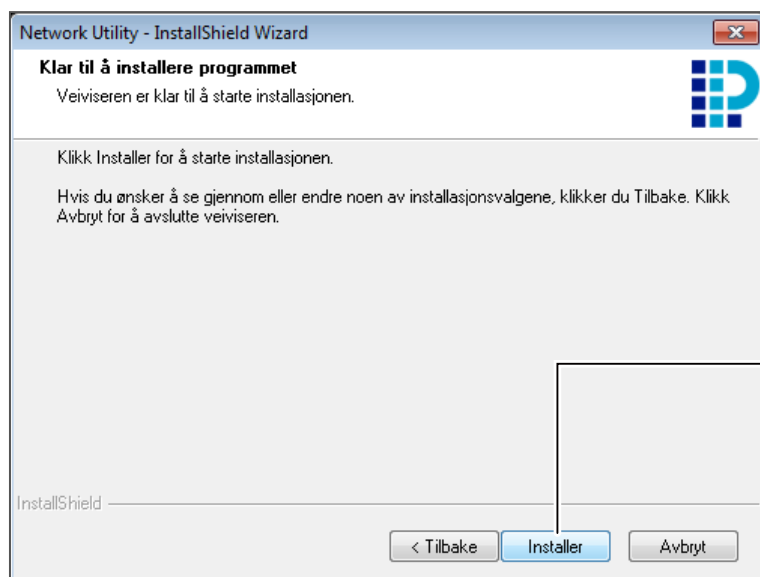 Network Utility - InstallShield Wizard
Klar til å installere programmet
Veiviseren er klar til å starte installasjonen.
Klikk Installer for å starte installasjonen.
Hvis du ønsker å se gjennom eller endre noen av installasjonsvalgene, klikker du Tilbake. Klikk
Avbryt for å avslutte veiviseren.
InstallShield
< Tilbake
Installer
Avbryt